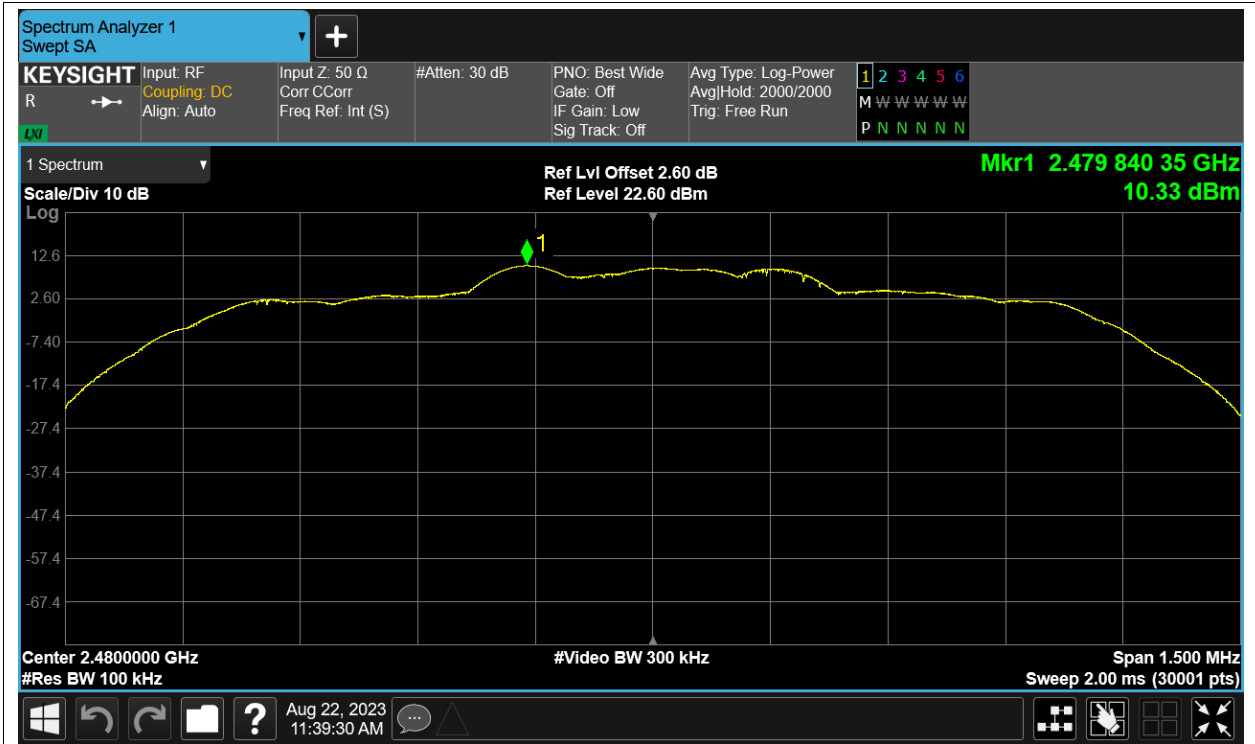 Spectrum Analyzer 1
Swept SA
+
KEYSIGHT
R
LXI
Input: RF
Coupling: DC
Align: Auto
Input Z: 50 Ω
Corr CCorr
Freq Ref: Int (S)
#Atten: 30 dB
PNO: Best Wide
Gate: Off
IF Gain: Low
Sig Track: Off
Avg Type: Log-Power
Avg|Hold: 2000/2000
Trig: Free Run
1 2 3 4 5 6
M W W W W W
P N N N N N
1 Spectrum
Scale/Div 10 dB
Log
Ref Lvl Offset 2.60 dB
Ref Level 22.60 dBm
Mkr1 2.479 840 35 GHz
10.33 dBm
1
12.6
2.60
-7.40
-17.4
-27.4
-37.4
-47.4
-57.4
-67.4
Center 2.4800000 GHz
#Video BW 300 kHz
Span 1.500 MHz
#Res BW 100 kHz
Sweep 2.00 ms (30001 pts)
?
Aug 22, 2023
11:39:30 AM